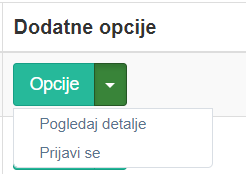 Dodatne opcije
Opcije
Pogledaj detalje
Prijavi se